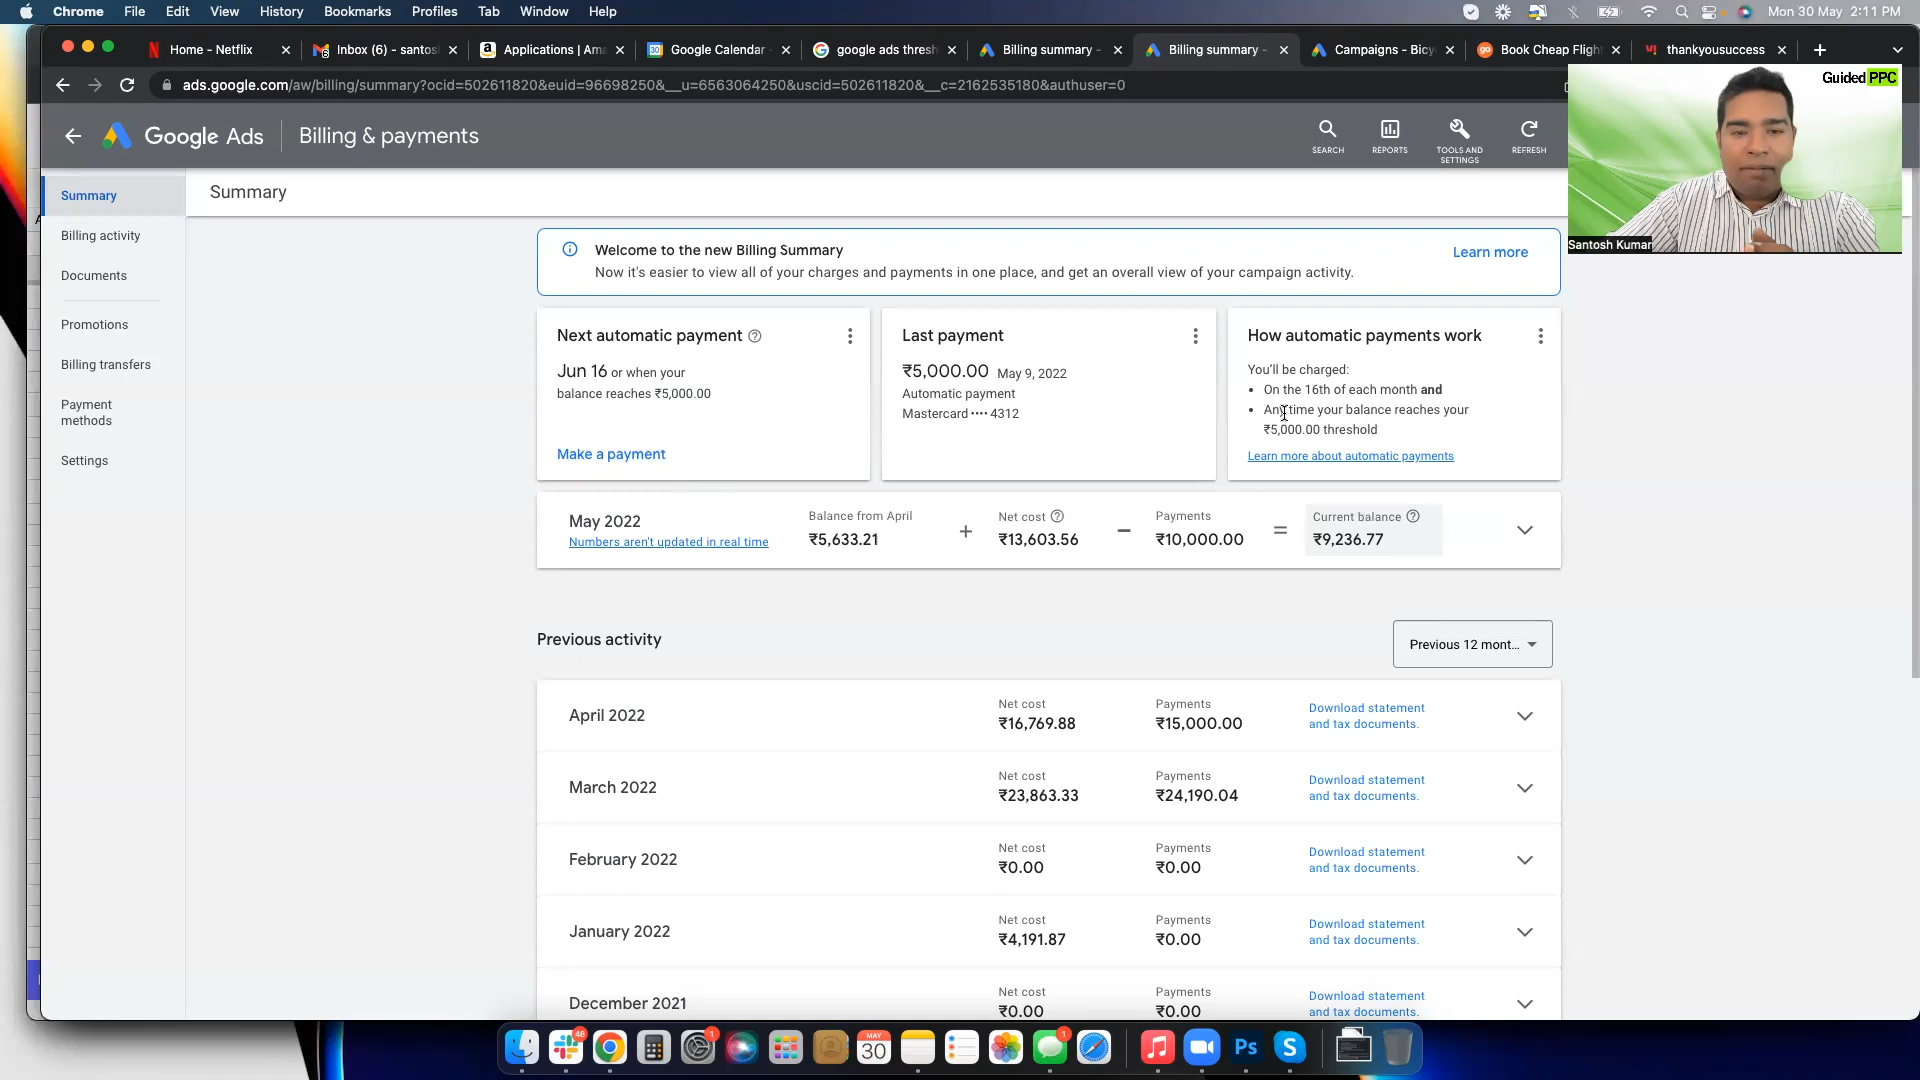 Chrome File Edit View History Bookmarks Profiles Tab Window Help
Mon 30 May 2:11 PM
Home - Netflix
Inbox (6) - santos
Applications | Ama
Google Calendar
google ads thresh
Billing summary -
Billing summary -
Campaigns - Bicy
Book Cheap Fligh
thankyousuccess
ads.google.com/aw/billing/summary?ocid=502611820&euid=96698250&__u=6563064250&uscid=502611820&__c=2162535180&authuser=0
Guided PPC
Santosh Kumar
Google Ads
Billing & payments
SEARCH
REPORTS
TOOLS AND
SETTINGS
REFRESH
Summary
Billing activity
Documents
Promotions
Billing transfers
Payment
methods
Settings
Summary
Welcome to the new Billing Summary
Now it's easier to view all of your charges and payments in one place, and get an overall view of your campaign activity.
Learn more
Next automatic payment
Jun 16 or when your
balance reaches ₹5,000.00
Make a payment
Last payment
₹5,000.00 May 9, 2022
Automatic payment
Mastercard •••• 4312
How automatic payments work
You'll be charged:
• On the 16th of each month and
• Anytime your balance reaches your
₹5,000.00 threshold
Learn more about automatic payments
May 2022
Numbers aren't updated in real time
Balance from April
₹5,633.21
+
Net cost
₹13,603.56
−
Payments
₹10,000.00
=
Current balance
₹9,236.77
Previous activity
Previous 12 mont...
April 2022
Net cost
₹16,769.88
Payments
₹15,000.00
Download statement
and tax documents.
March 2022
Net cost
₹23,863.33
Payments
₹24,190.04
Download statement
and tax documents.
February 2022
Net cost
₹0.00
Payments
₹0.00
Download statement
and tax documents.
January 2022
Net cost
₹4,191.87
Payments
₹0.00
Download statement
and tax documents.
December 2021
Net cost
₹0.00
Payments
₹0.00
Download statement
and tax documents.
48
1
MAY
30
1
Ps